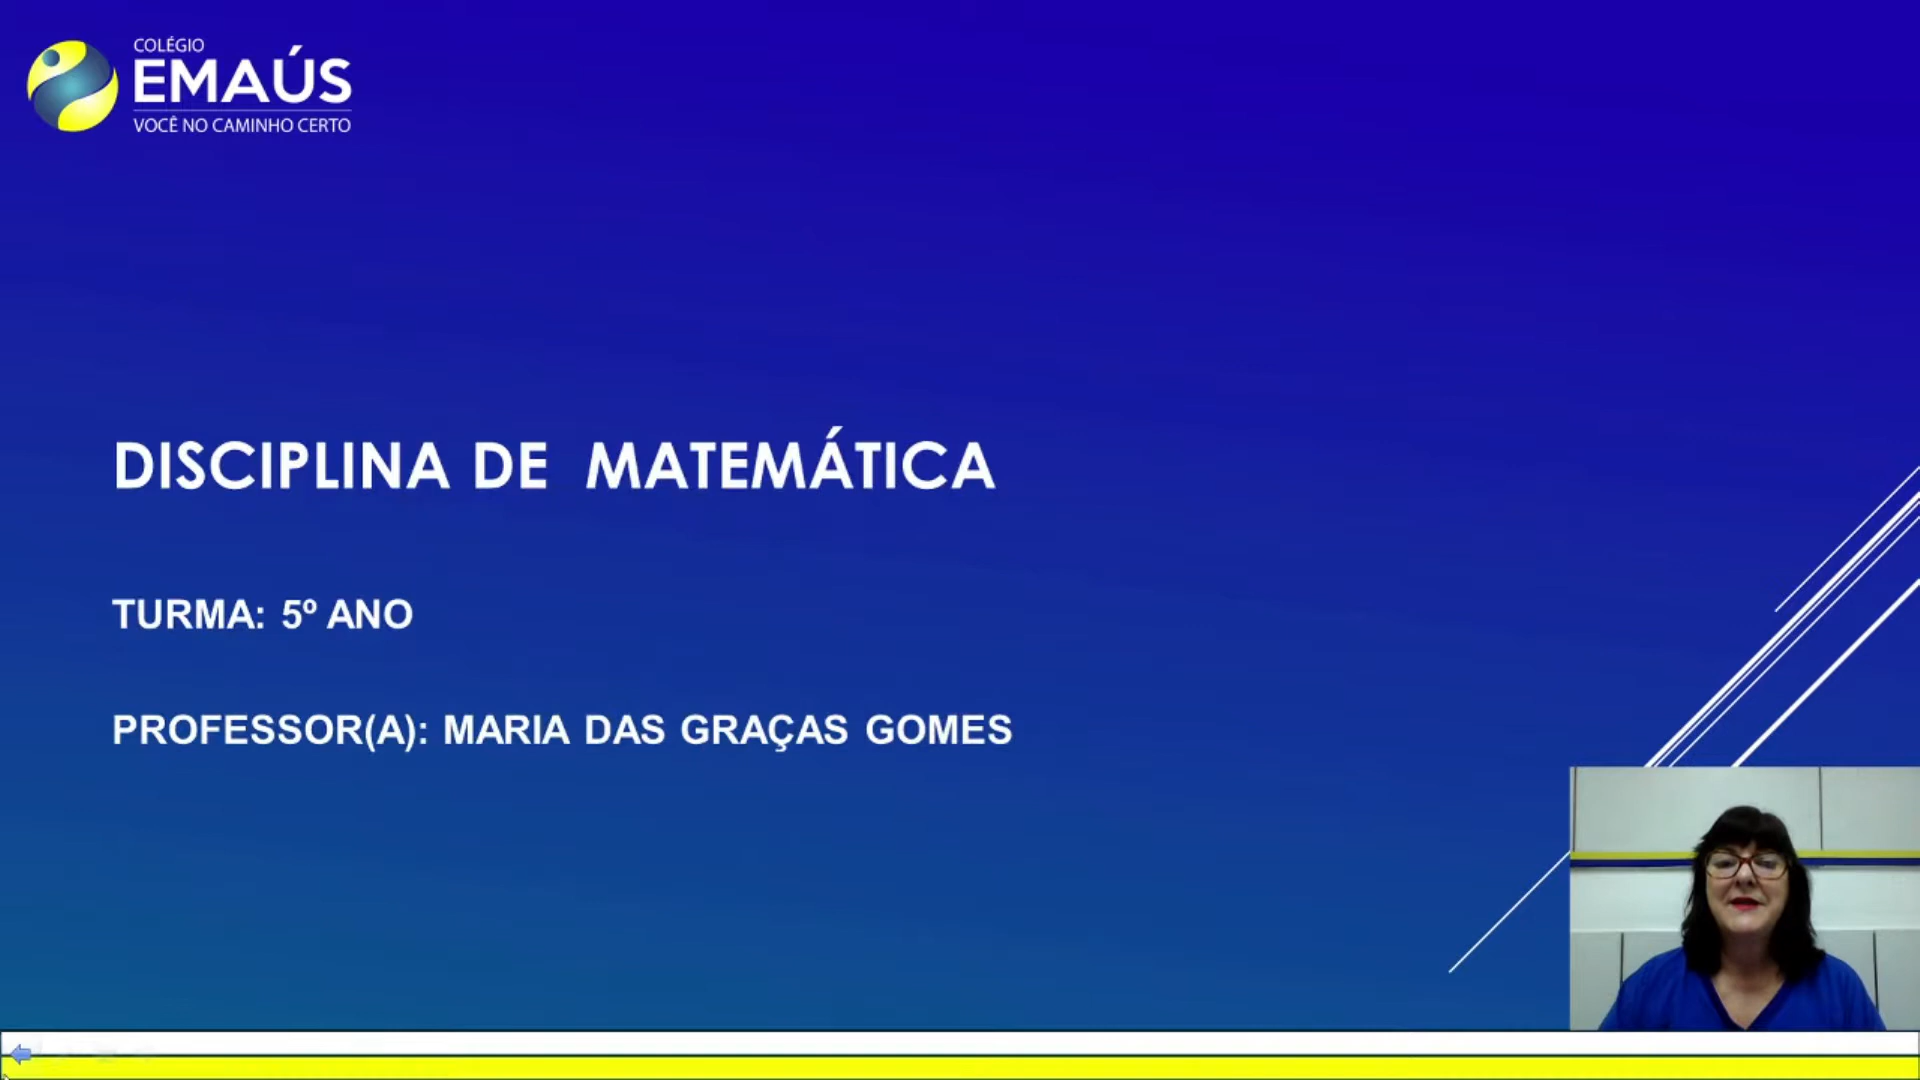 COLÉGIO
EMAÚS
VOCÊ NO CAMINHO CERTO
DISCIPLINA DE MATEMÁTICA
TURMA: 5º ANO
PROFESSOR(A): MARIA DAS GRAÇAS GOMES